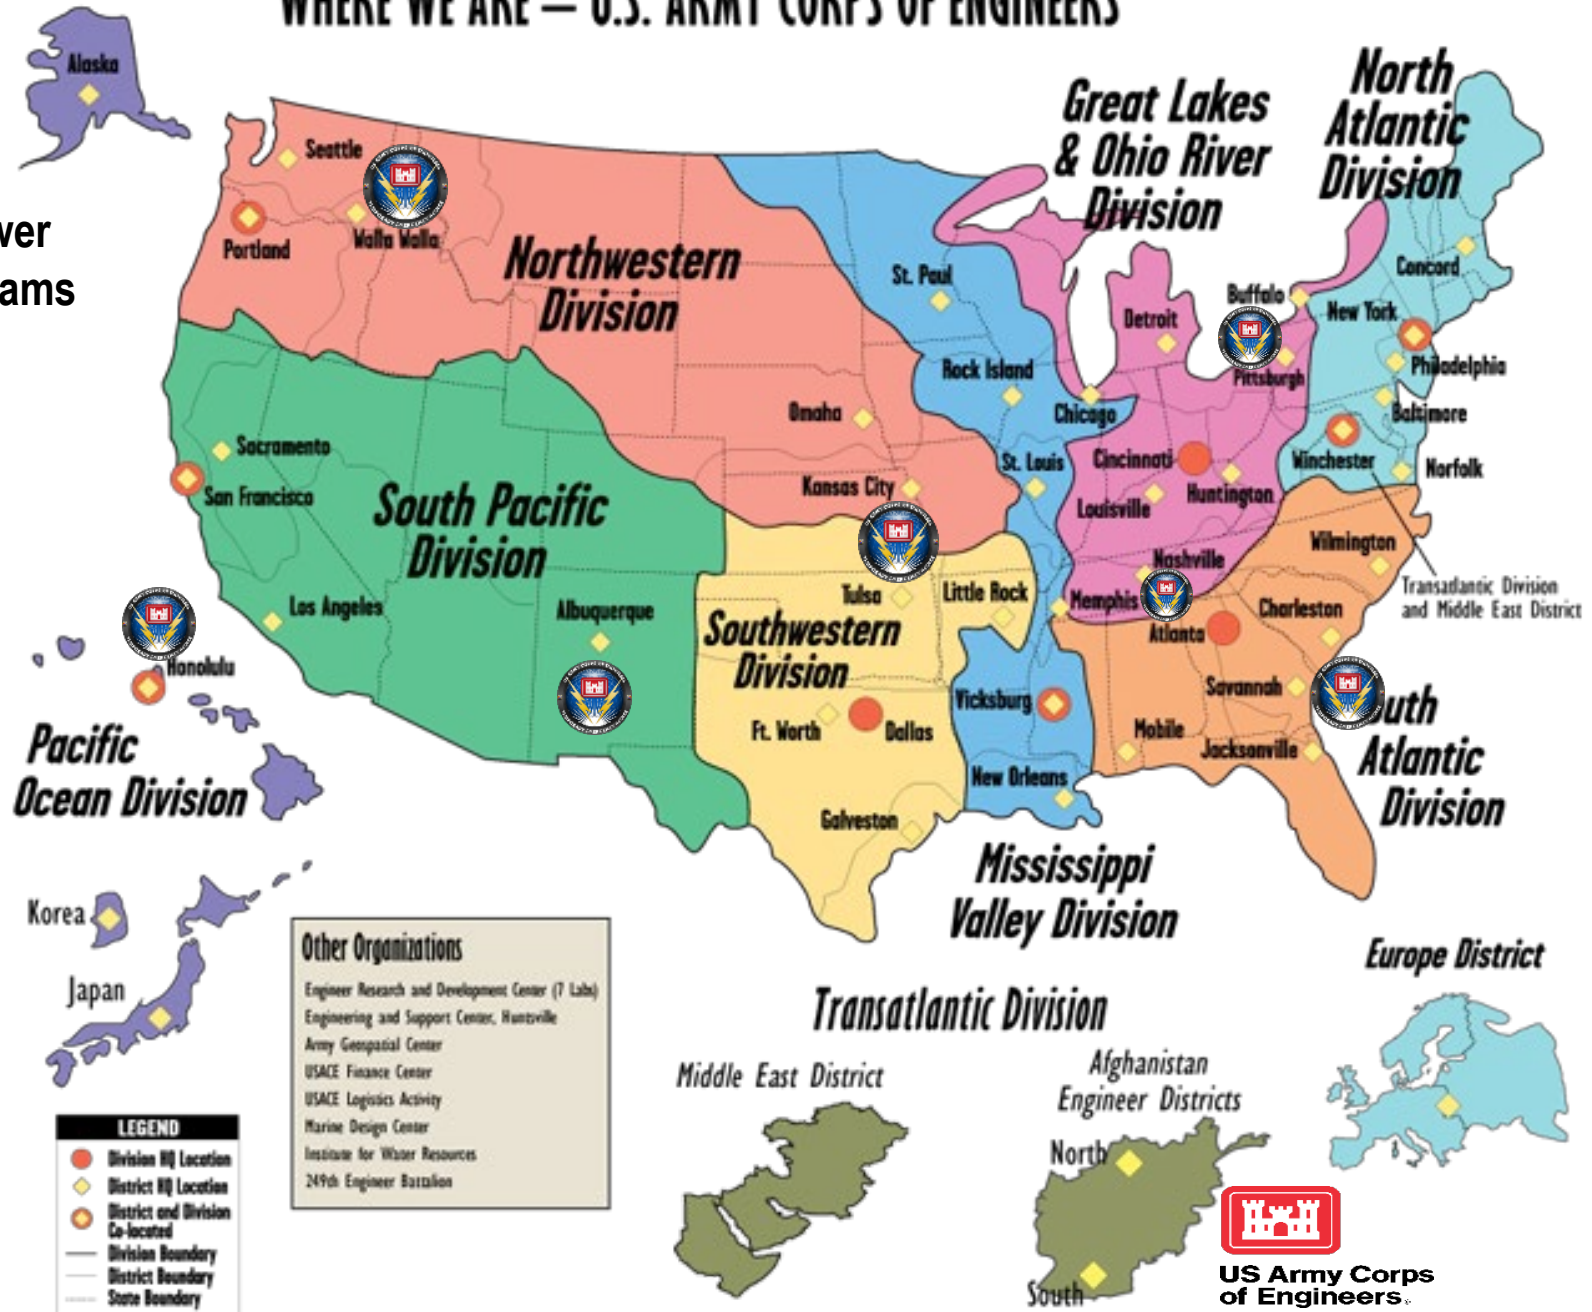 WHERE WE ARE — U.S. ARMY CORPS OF ENGINEERS
Alaska
wer
ams
Great Lakes
& Ohio River
Division
North
Atlantic
Division
Seattle
Portland
Walla Walla
Northwestern
Division
St. Paul
Rock Island
Omaha
Kansas City
Chicago
St. Louis
Detroit
Buffalo
Pittsburgh
Concord
New York
Philadelphia
Baltimore
Winchester
Norfolk
Cincinnati
Louisville
Huntington
Nashville
Sacramento
San Francisco
South Pacific
Division
Los Angeles
Albuquerque
Tulsa
Little Rock
Memphis
Southwestern
Division
Ft. Worth
Dallas
Galveston
Vicksburg
New Orleans
Wilmington
Charleston
Atlanta
Savannah
Mobile
Jacksonville
Transatlantic Division
and Middle East District
outh
Atlantic
Division
Honolulu
Pacific
Ocean Division
Mississippi
Valley Division
Korea
Japan
Other Organizations
Engineer Research and Development Center (7 Labs)
Engineering and Support Center, Huntsville
Army Geospatial Center
USACE Finance Center
USACE Logistics Activity
Marine Design Center
Institute for Water Resources
249th Engineer Battalion
Transatlantic Division
Middle East District
Afghanistan
Engineer Districts
North
South
Europe District
LEGEND
Division HQ Location
District HQ Location
District and Division
Co-located
Division Boundary
District Boundary
State Boundary
US Army Corps
of Engineers